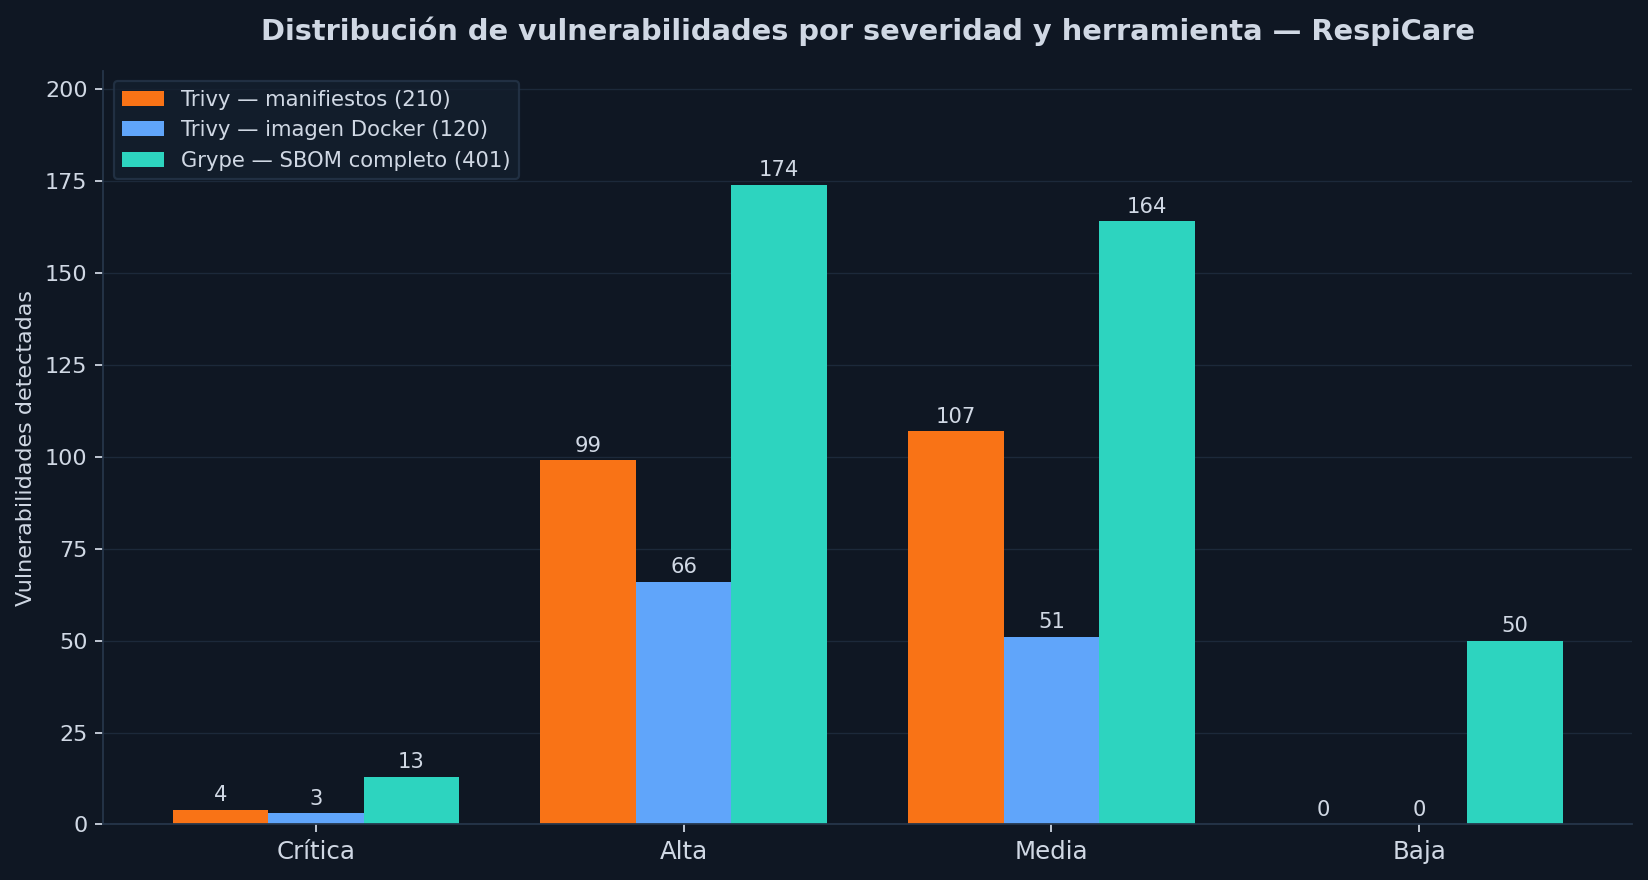 Distribución de vulnerabilidades por severidad y herramienta — RespiCare
Trivy — manifiestos (210)
Trivy — imagen Docker (120)
Grype — SBOM completo (401)
Vulnerabilidades detectadas
200
175
150
125
100
75
50
25
0
4
3
13
99
66
174
107
51
164
0
0
50
Crítica
Alta
Media
Baja